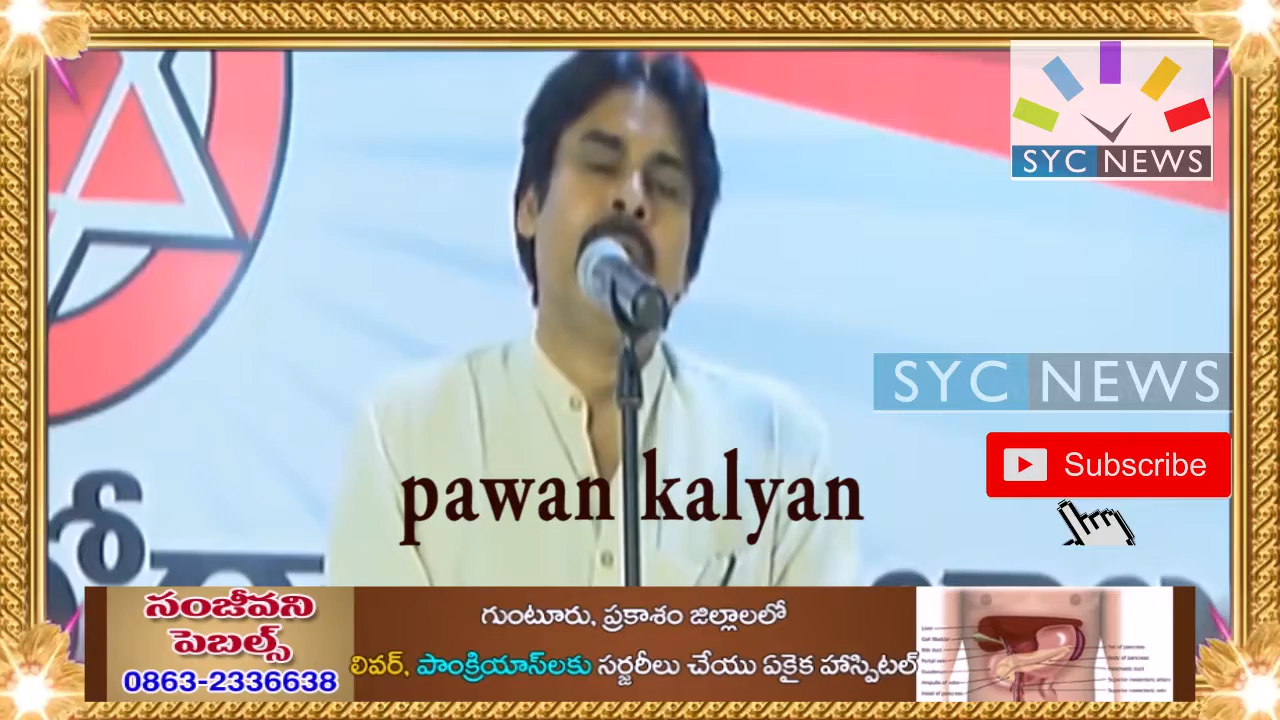 SYC NEWS
SYC NEWS
Subscribe
pawan kalyan
సంజీవని
పెబల్స్
0863-2336638
గుంటూరు, ప్రకాశం జిల్లాలలో
లివర్, పాంక్రియాస్‌లకు సర్జరీలు చేయు ఏకైక హాస్పిటల్